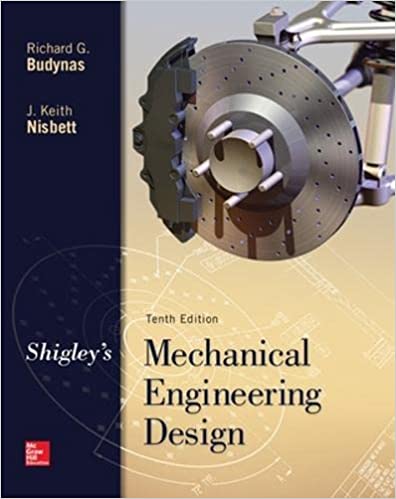 Richard G.
Budynas
J. Keith
Nisbett
Tenth Edition
Shigley's
Mechanical
Engineering
Design
Mc
Graw
Hill
Education